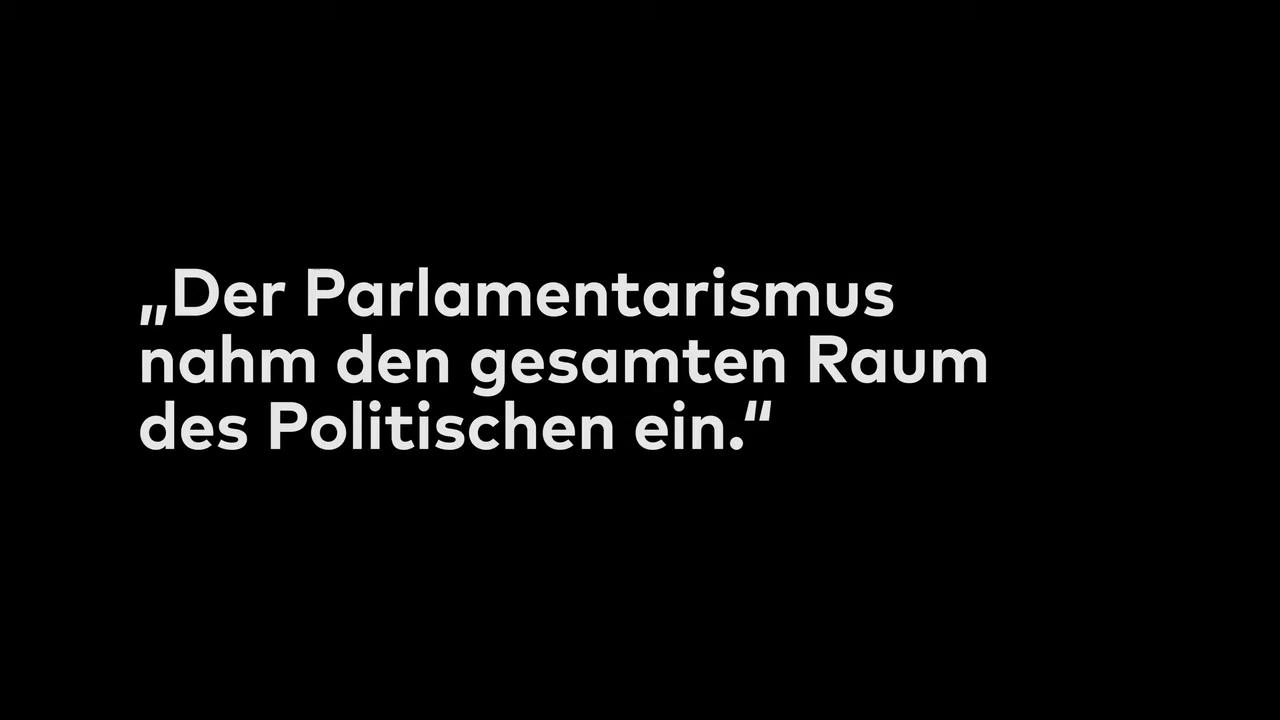 „Der Parlamentarismus
nahm den gesamten Raum
des Politischen ein.“